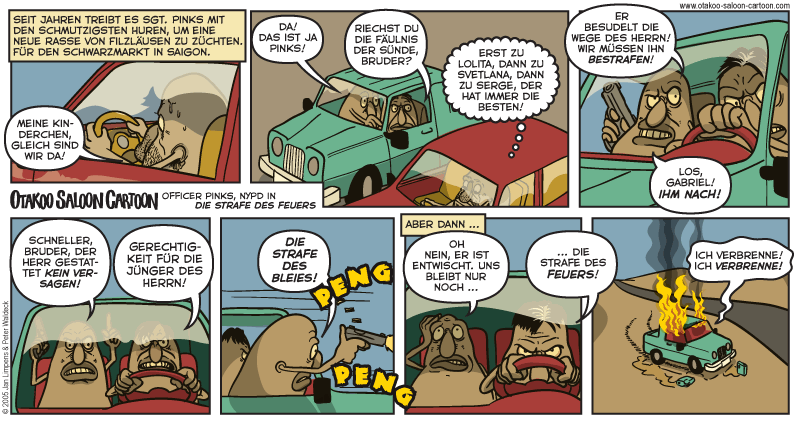 www.otakoo-saloon-cartoon.com
SEIT JAHREN TREIBT ES SGT. PINKS MIT
DEN SCHMUTZIGSTEN HUREN, UM EINE
NEUE RASSE VON FILZLÄUSEN ZU ZÜCHTEN.
FÜR DEN SCHWARZMARKT IN SAIGON.
MEINE KIN-
DERCHEN,
GLEICH SIND
WIR DA!
DA!
DAS IST JA
PINKS!
RIECHST DU
DIE FÄULNIS
DER SÜNDE,
BRUDER?
ERST ZU
LOLITA, DANN ZU
SVETLANA, DANN
ZU SERGE, DER
HAT IMMER DIE
BESTEN!
ER
BESUDELT DIE
WEGE DES HERRN!
WIR MÜSSEN IHN
BESTRAFEN!
LOS,
GABRIEL!
IHM NACH!
OTAKOO SALOON CARTOON
OFFICER PINKS, NYPD IN
DIE STRAFE DES FEUERS
SCHNELLER,
BRUDER, DER
HERR GESTAT-
TET KEIN VER-
SAGEN!
GERECHTIG-
KEIT FÜR DIE
JÜNGER DES
HERRN!
DIE
STRAFE
DES
BLEIES!
PENG
PENG
ABER DANN ...
OH
NEIN, ER IST
ENTWISCHT. UNS
BLEIBT NUR
NOCH ...
... DIE
STRAFE DES
FEUERS!
ICH VERBRENNE!
ICH VERBRENNE!
© 2005 Jan Limpens & Peter Waldeck